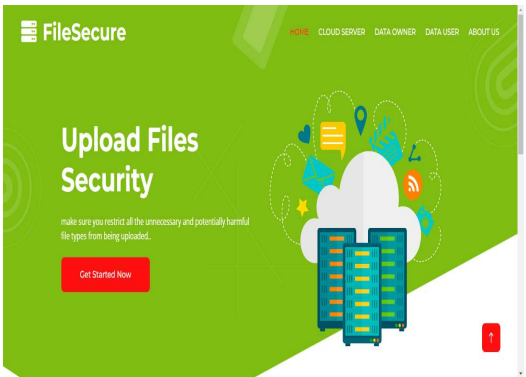 FileSecure
HOME CLOUD SERVER DATA OWNER DATA USER ABOUT US
Upload Files
Security
make sure you restrict all the unnecessary and potentially harmful
file types from being uploaded..
Get Started Now